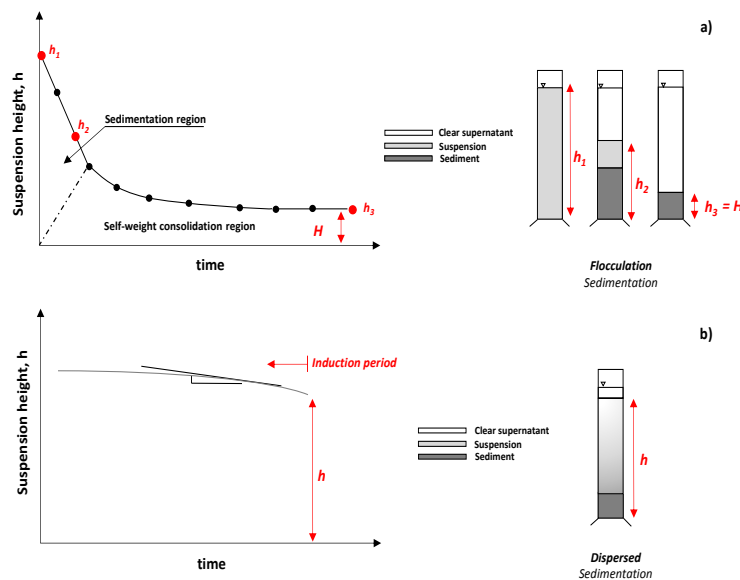 a)
Suspension height, h
h1
h2
Sedimentation region
Self-weight consolidation region
H
h3
time
Clear supernatant
Suspension
Sediment
h1
h2
h3 = H
Flocculation
Sedimentation
b)
Suspension height, h
Induction period
h
time
Clear supernatant
Suspension
Sediment
h
Dispersed
Sedimentation